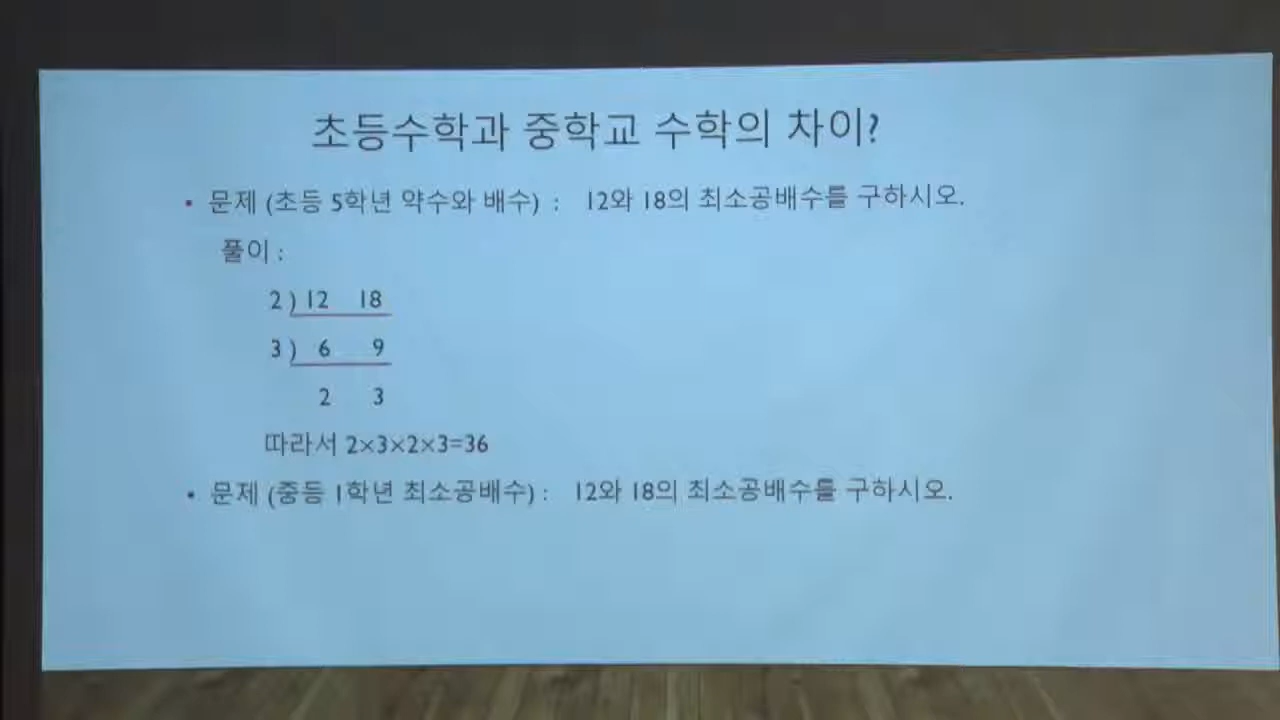 초등수학과 중학교 수학의 차이?
• 문제 (초등 5학년 약수와 배수) : 12와 18의 최소공배수를 구하시오.
풀이 :
2 ) 12 18
3 ) 6 9
2 3
따라서 2×3×2×3=36
• 문제 (중등 1학년 최소공배수) : 12와 18의 최소공배수를 구하시오.